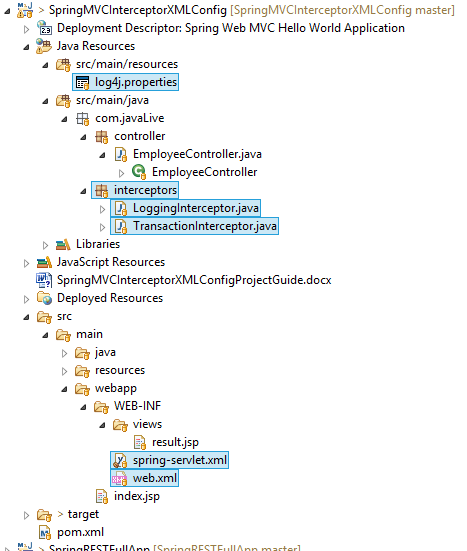 > SpringMVCInterceptorXMLConfig [SpringMVCInterceptorXMLConfig master]
Deployment Descriptor: Spring Web MVC Hello World Application
Java Resources
src/main/resources
log4j.properties
src/main/java
com.javaLive
controller
EmployeeController.java
EmployeeController
interceptors
LoggingInterceptor.java
TransactionInterceptor.java
Libraries
JavaScript Resources
SpringMVCInterceptorXMLConfigProjectGuide.docx
Deployed Resources
src
main
java
resources
webapp
WEB-INF
views
result.jsp
spring-servlet.xml
web.xml
index.jsp
> target
pom.xml
> SpringRESTFullApp [SpringRESTFullApp master]